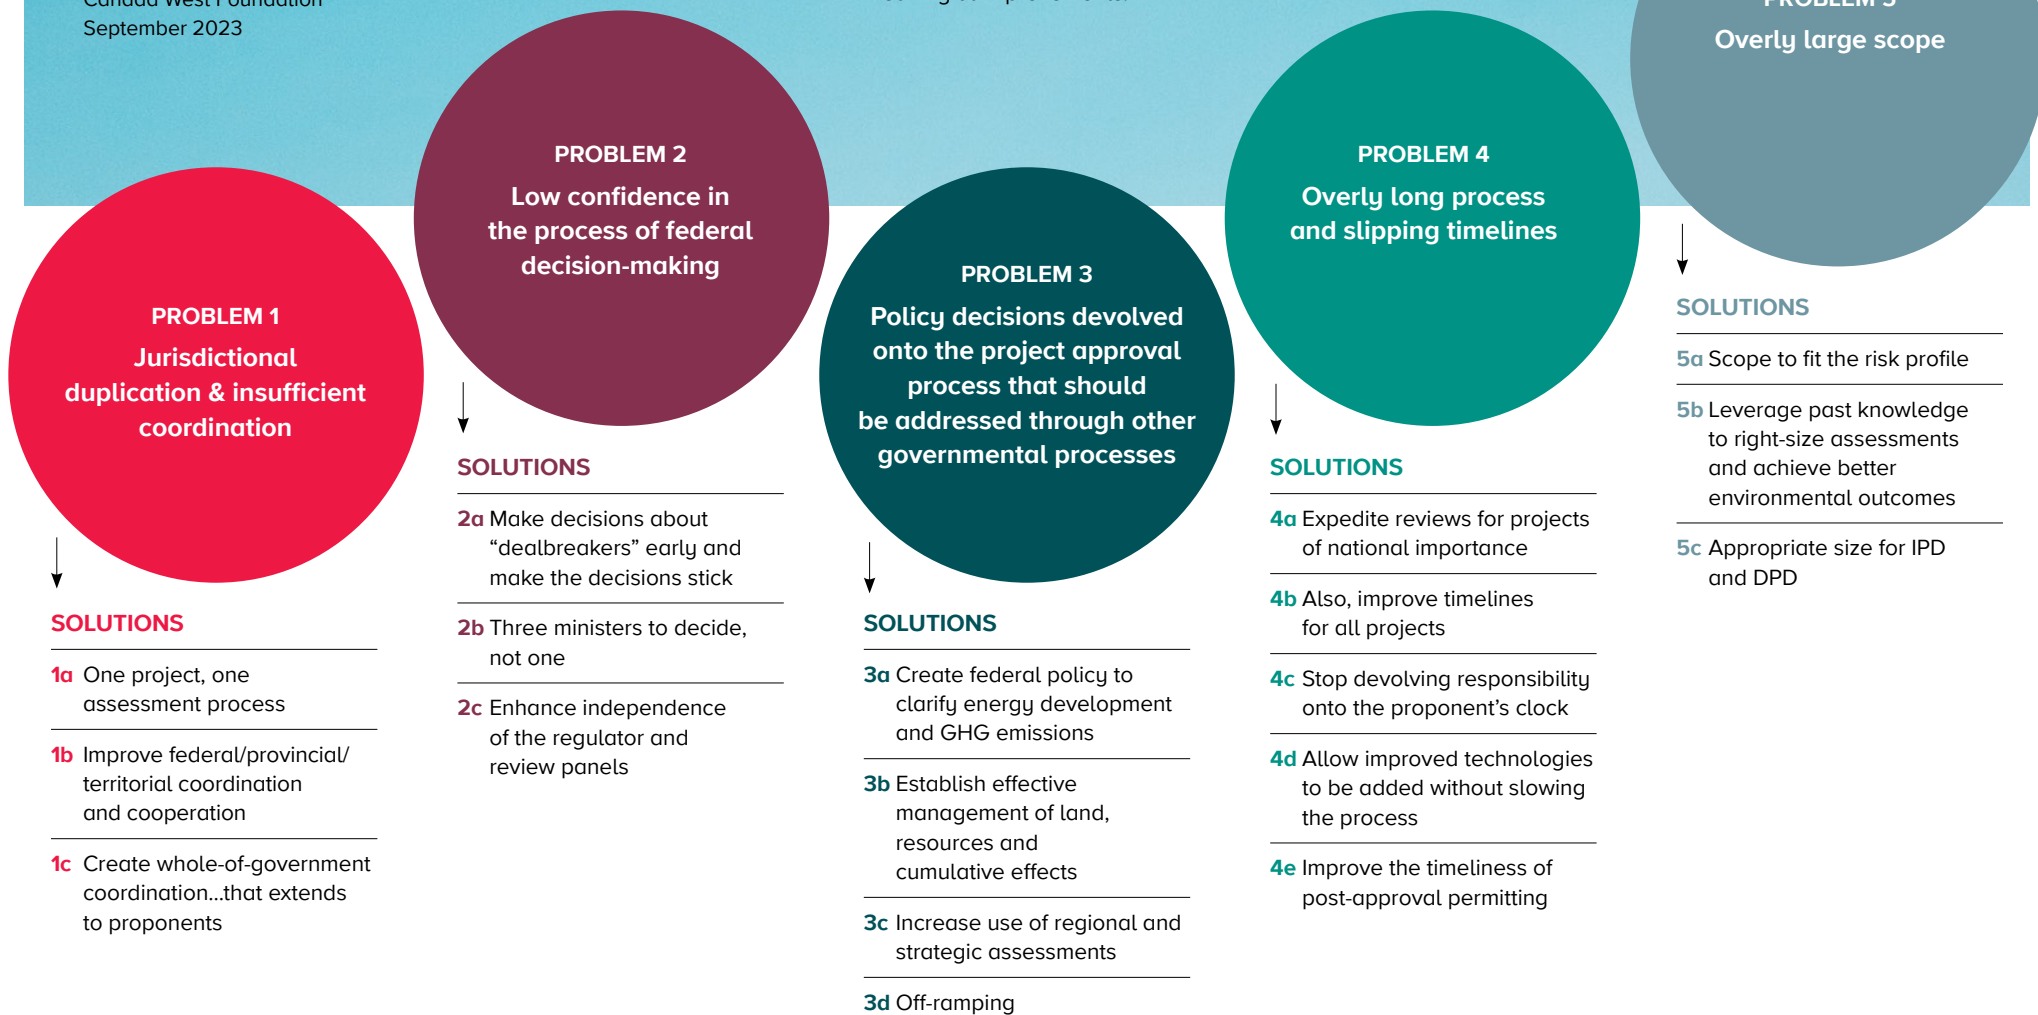 Canada West Foundation
September 2023
PROBLEM 1
Jurisdictional
duplication & insufficient
coordination
SOLUTIONS
1a One project, one
assessment process
1b Improve federal/provincial/
territorial coordination
and cooperation
1c Create whole-of-government
coordination...that extends
to proponents
PROBLEM 2
Low confidence in
the process of federal
decision-making
SOLUTIONS
2a Make decisions about
“dealbreakers” early and
make the decisions stick
2b Three ministers to decide,
not one
2c Enhance independence
of the regulator and
review panels
PROBLEM 3
Policy decisions devolved
onto the project approval
process that should
be addressed through other
governmental processes
SOLUTIONS
3a Create federal policy to
clarify energy development
and GHG emissions
3b Establish effective
management of land,
resources and
cumulative effects
3c Increase use of regional and
strategic assessments
3d Off-ramping
PROBLEM 4
Overly long process
and slipping timelines
SOLUTIONS
4a Expedite reviews for projects
of national importance
4b Also, improve timelines
for all projects
4c Stop devolving responsibility
onto the proponent’s clock
4d Allow improved technologies
to be added without slowing
the process
4e Improve the timeliness of
post-approval permitting
PROBLEM 5
Overly large scope
SOLUTIONS
5a Scope to fit the risk profile
5b Leverage past knowledge
to right-size assessments
and achieve better
environmental outcomes
5c Appropriate size for IPD
and DPD